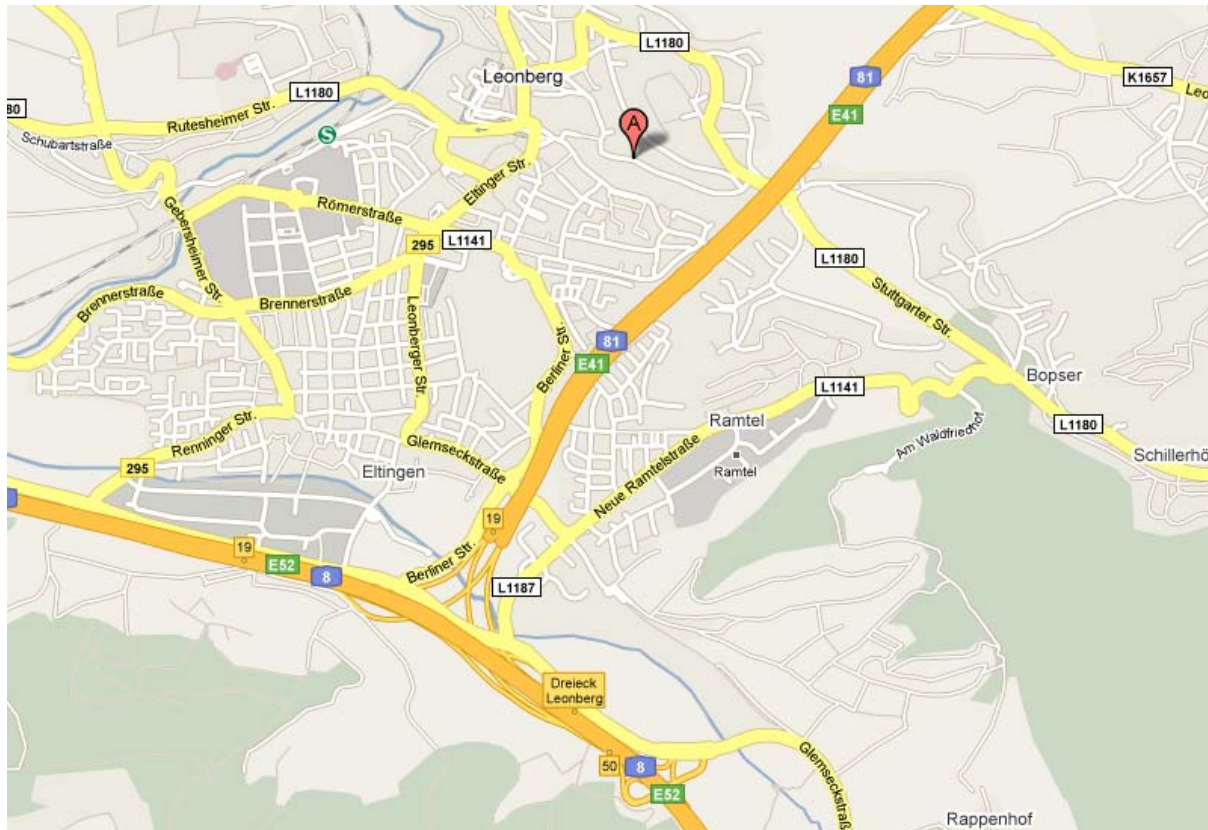 L1180
81
K1657
Leo
Leonberg
L1180
80
E41
Rutesheimer Str.
A
S
Schubartstraße
Eltinger Str.
Gebersheimer Str.
Römerstraße
295
L1141
L1180
Stuttgarter Str.
Brennerstraße
Brennerstraße
Leonberger Str.
Berliner Str.
81
E41
Bopser
L1141
L1180
Ramtel
Am Waldfriedhof
Renninger Str.
Glemseckstraße
Neue Ramtelstraße
Ramtel
Schillerhö
295
Eltingen
19
19
E52
8
Berliner Str.
L1187
Dreieck
Leonberg
Glemseckstraße
50
8
E52
Rappenhof